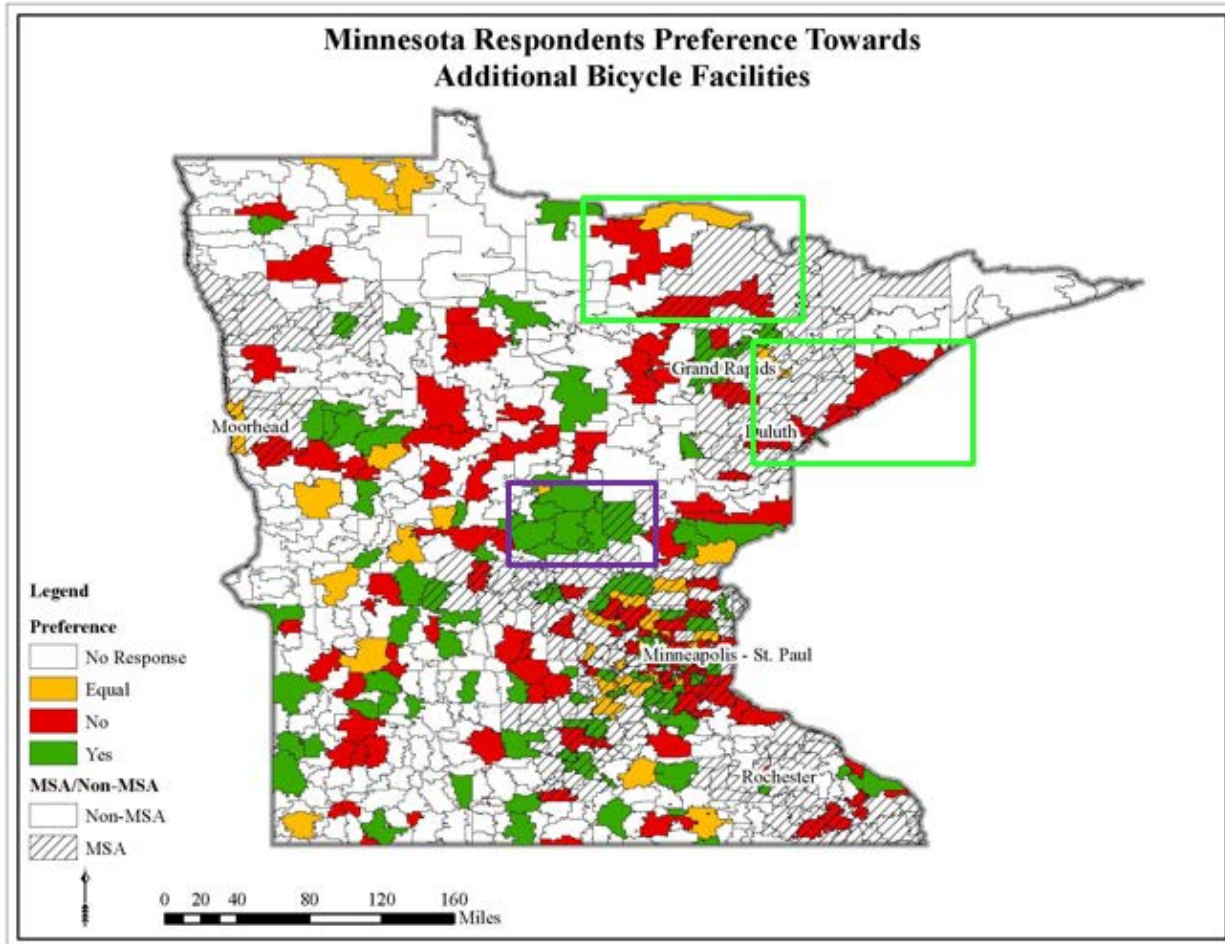 Minnesota Respondents Preference Towards
Additional Bicycle Facilities
Grand Rapids
Moorhead
Duluth
Minneapolis - St. Paul
Rochester
Legend
Preference
No Response
Equal
No
Yes
MSA/Non-MSA
Non-MSA
MSA
0 20 40 80 120 160
Miles